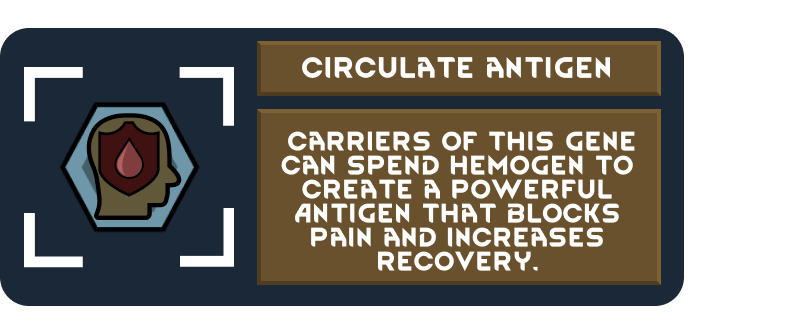 CIRCULATE ANTIGEN
CARRIERS OF THIS GENE
CAN SPEND HEMOGEN TO
CREATE A POWERFUL
ANTIGEN THAT BLOCKS
PAIN AND INCREASES
RECOVERY.